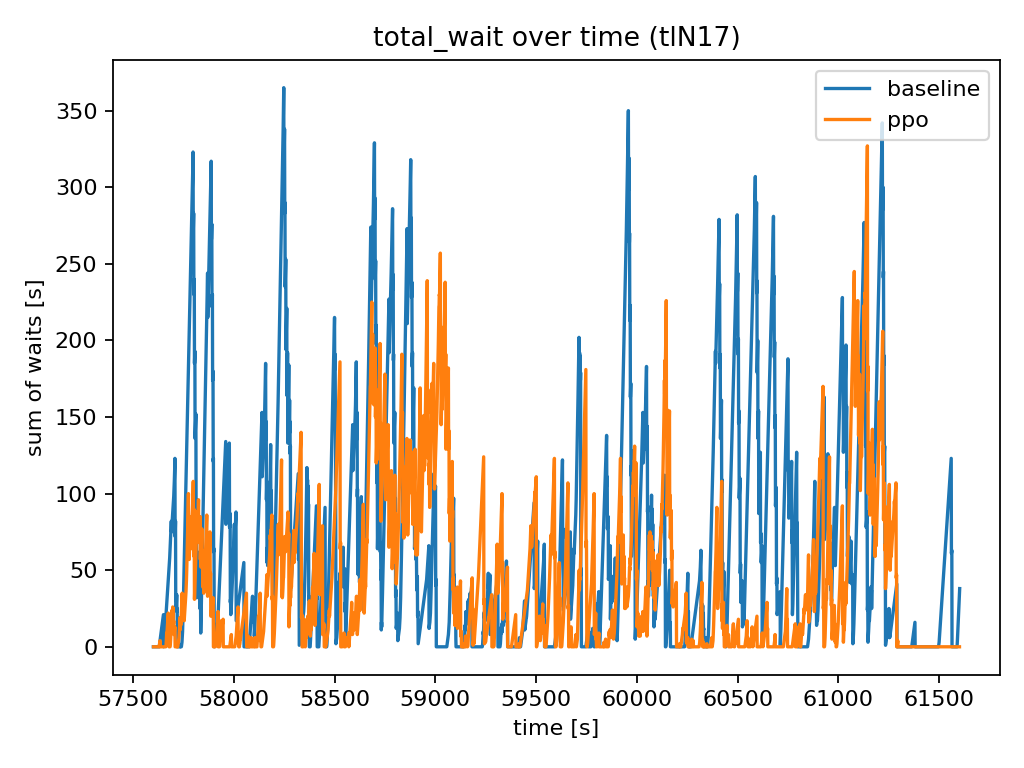 total_wait over time (tlN17)
baseline
ppo
sum of waits [s]
350
300
250
200
150
100
50
0
57500 58000 58500 59000 59500 60000 60500 61000 61500
time [s]